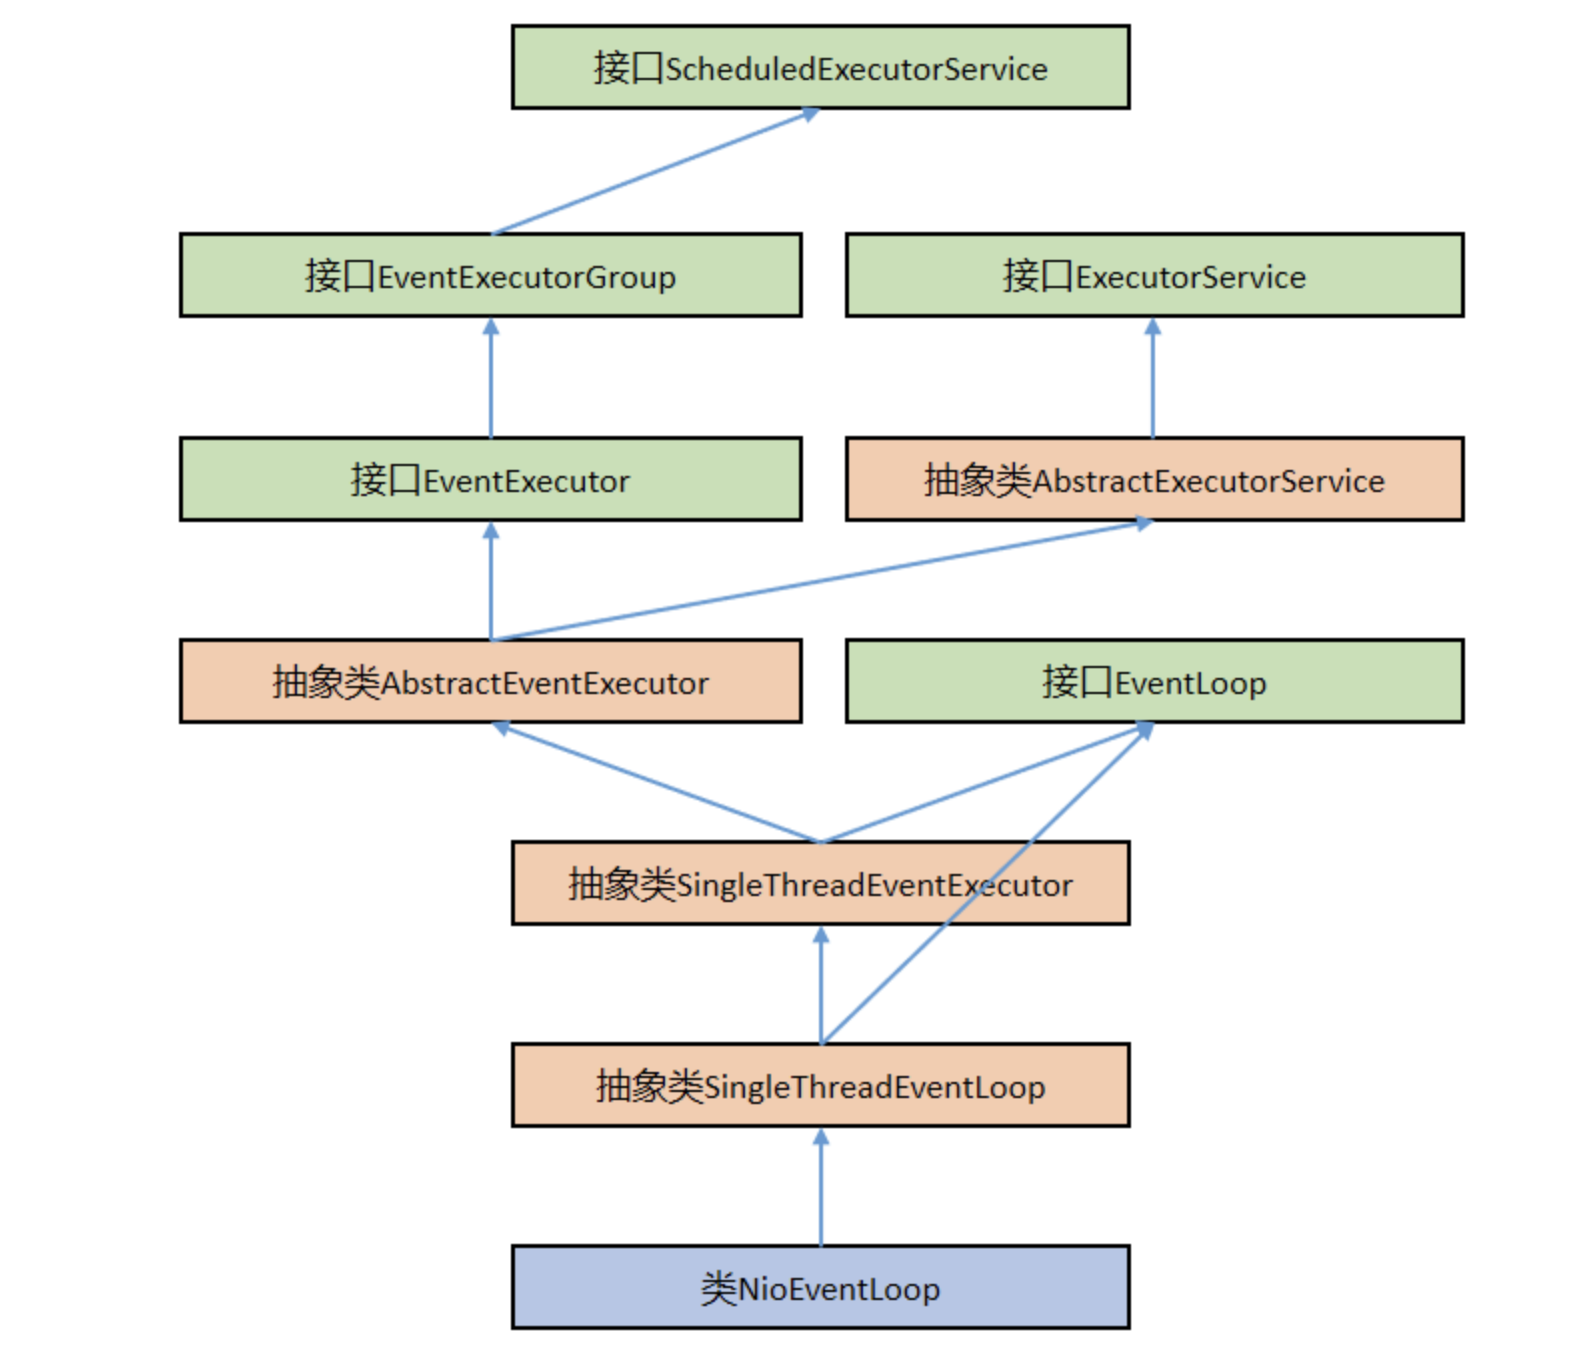 接口ScheduledExecutorService
接口EventExecutorGroup
接口ExecutorService
接口EventExecutor
抽象类AbstractExecutorService
抽象类AbstractEventExecutor
接口EventLoop
抽象类SingleThreadEventExecutor
抽象类SingleThreadEventLoop
类NioEventLoop